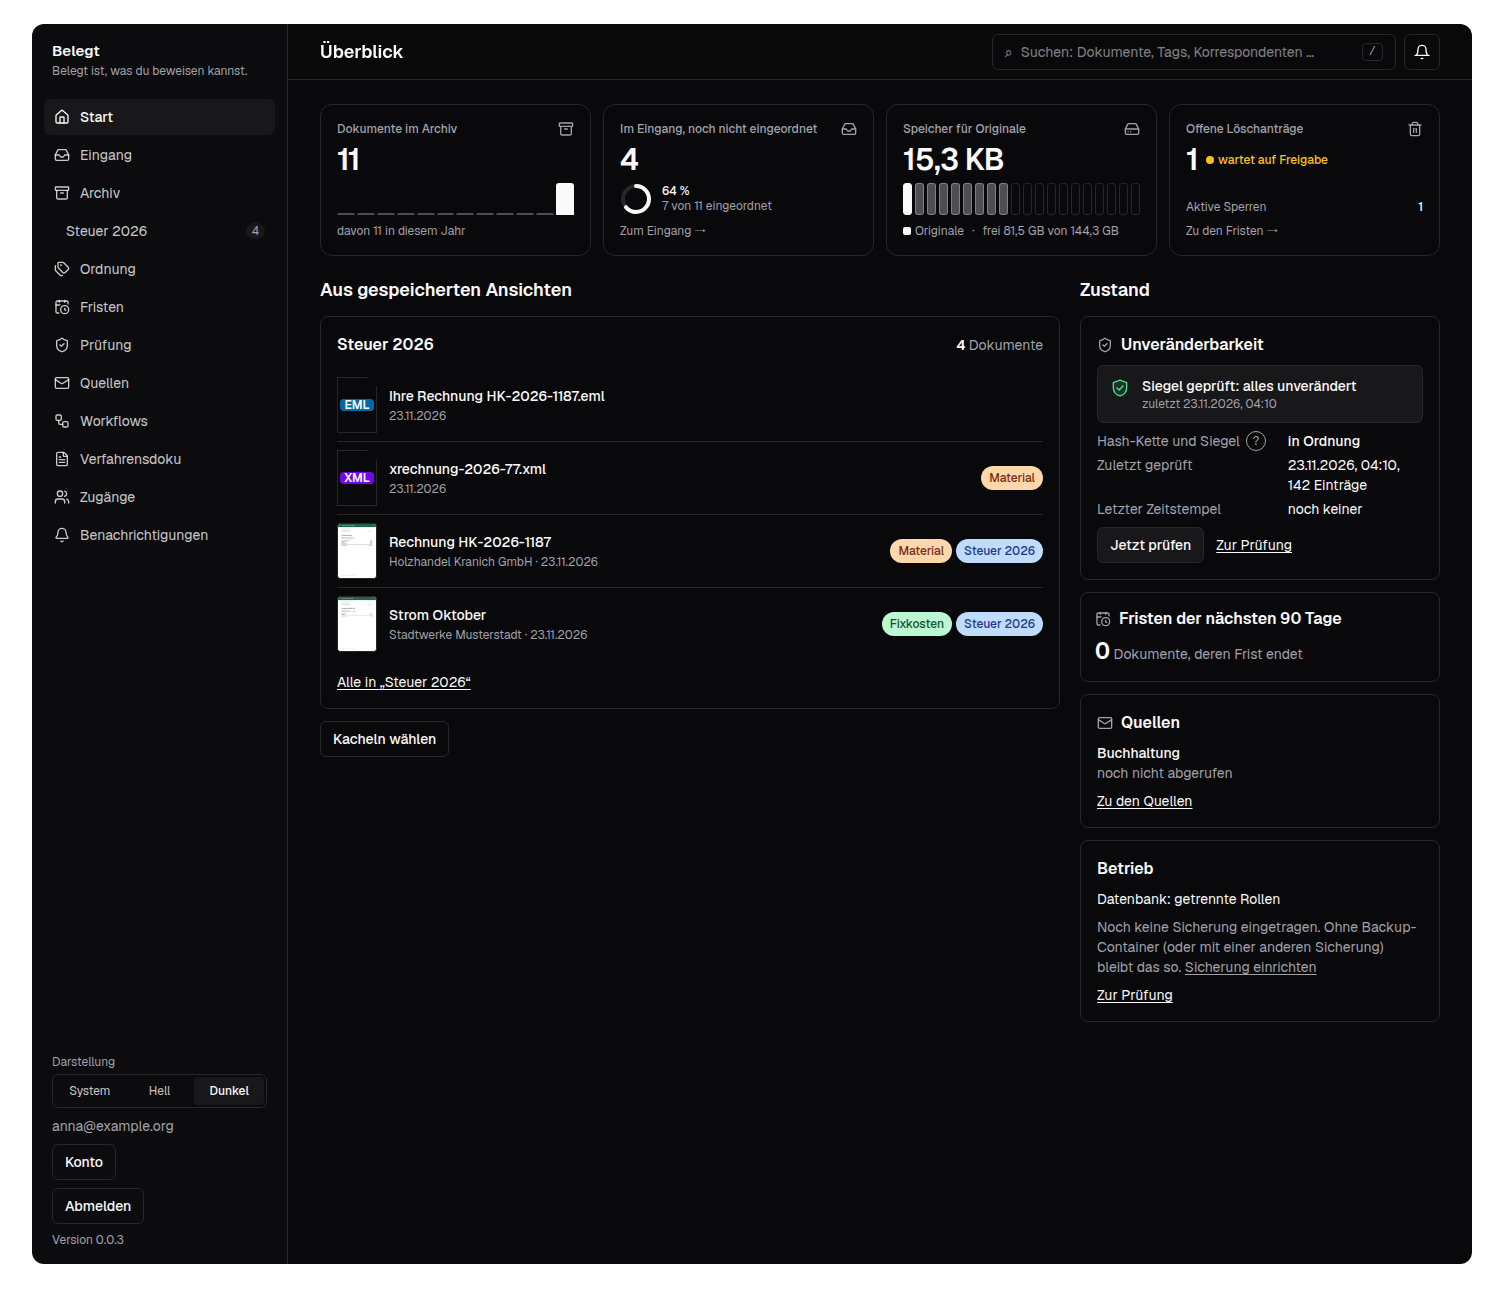 Belegt
Belegt ist, was du beweisen kannst.
Start
Eingang
Archiv
Steuer 2026 4
Ordnung
Fristen
Prüfung
Quellen
Workflows
Verfahrensdoku
Zugänge
Benachrichtigungen
Darstellung
System Hell Dunkel
anna@example.org
Konto
Abmelden
Version 0.0.3
Überblick
Suchen: Dokumente, Tags, Korrespondenten ... /
Dokumente im Archiv
11
davon 11 in diesem Jahr
Im Eingang, noch nicht eingeordnet
4
64 %
7 von 11 eingeordnet
Zum Eingang →
Speicher für Originale
15,3 KB
Originale · frei 81,5 GB von 144,3 GB
Offene Löschanträge
1 wartet auf Freigabe
Aktive Sperren 1
Zu den Fristen →
Aus gespeicherten Ansichten
Steuer 2026 4 Dokumente
EML
Ihre Rechnung HK-2026-1187.eml
23.11.2026
XML
xrechnung-2026-77.xml
23.11.2026
Material
Rechnung HK-2026-1187
Holzhandel Kranich GmbH · 23.11.2026
Material Steuer 2026
Strom Oktober
Stadtwerke Musterstadt · 23.11.2026
Fixkosten Steuer 2026
Alle in „Steuer 2026“
Kacheln wählen
Zustand
Unveränderbarkeit
Siegel geprüft: alles unverändert
zuletzt 23.11.2026, 04:10
Hash-Kette und Siegel ? in Ordnung
Zuletzt geprüft 23.11.2026, 04:10,
142 Einträge
Letzter Zeitstempel noch keiner
Jetzt prüfen Zur Prüfung
Fristen der nächsten 90 Tage
0 Dokumente, deren Frist endet
Quellen
Buchhaltung
noch nicht abgerufen
Zu den Quellen
Betrieb
Datenbank: getrennte Rollen
Noch keine Sicherung eingetragen. Ohne Backup-
Container (oder mit einer anderen Sicherung)
bleibt das so. Sicherung einrichten
Zur Prüfung